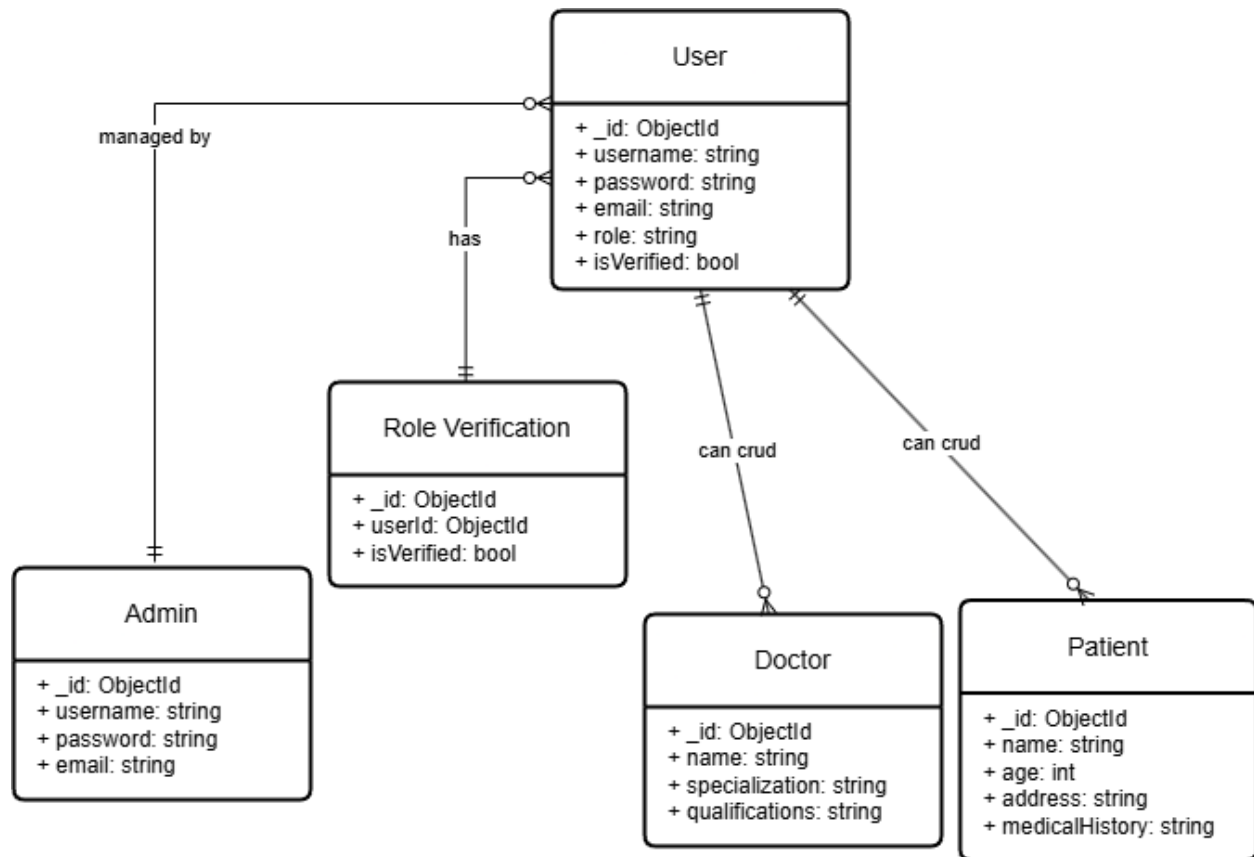 User
+ _id: ObjectId
+ username: string
+ password: string
+ email: string
+ role: string
+ isVerified: bool
managed by
has
Role Verification
+ _id: ObjectId
+ userId: ObjectId
+ isVerified: bool
can crud
can crud
Admin
+ _id: ObjectId
+ username: string
+ password: string
+ email: string
Doctor
+ _id: ObjectId
+ name: string
+ specialization: string
+ qualifications: string
Patient
+ _id: ObjectId
+ name: string
+ age: int
+ address: string
+ medicalHistory: string